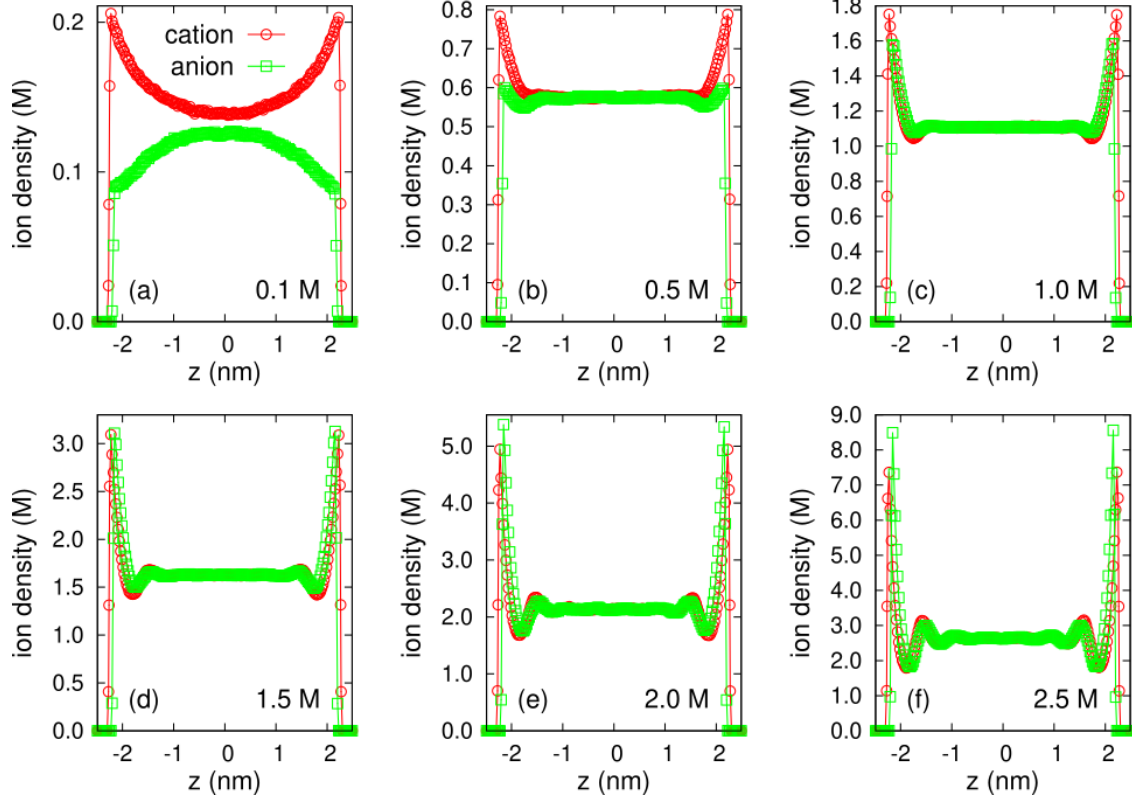 0.2
0.1
0.0
ion density (M)
cation
anion
(a)
0.1 M
-2 -1 0 1 2
z (nm)
0.8
0.7
0.6
0.5
0.4
0.3
0.2
0.1
0.0
ion density (M)
(b)
0.5 M
-2 -1 0 1 2
z (nm)
1.8
1.6
1.4
1.2
1.0
0.8
0.6
0.4
0.2
0.0
ion density (M)
(c)
1.0 M
-2 -1 0 1 2
z (nm)
3.0
2.5
2.0
1.5
1.0
0.5
0.0
ion density (M)
(d)
1.5 M
-2 -1 0 1 2
z (nm)
5.0
4.0
3.0
2.0
1.0
0.0
ion density (M)
(e)
2.0 M
-2 -1 0 1 2
z (nm)
9.0
8.0
7.0
6.0
5.0
4.0
3.0
2.0
1.0
0.0
ion density (M)
(f)
2.5 M
-2 -1 0 1 2
z (nm)